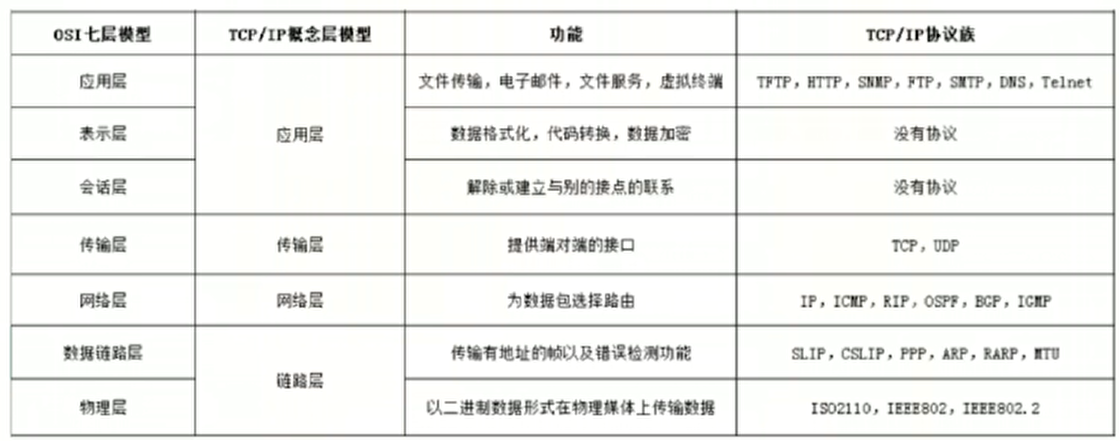 OSI七层模型 TCP/IP概念层模型 功能 TCP/IP协议族
应用层 文件传输，电子邮件，文件服务，虚拟终端 TFTP，HTTP，SNMP，FTP，SMTP，DNS，Telnet
表示层 应用层 数据格式化，代码转换，数据加密 没有协议
会话层 解除或建立与别的接点的联系 没有协议
传输层 传输层 提供端对端的接口 TCP，UDP
网络层 网络层 为数据包选择路由 IP，ICMP，RIP，OSPF，BGP，IGMP
数据链路层 传输有地址的帧以及错误检测功能 SLIP，CSLIP，PPP，ARP，RARP，MTU
链路层
物理层 以二进制数据形式在物理媒体上传输数据 ISO2110，IEEE802，IEEE802.2